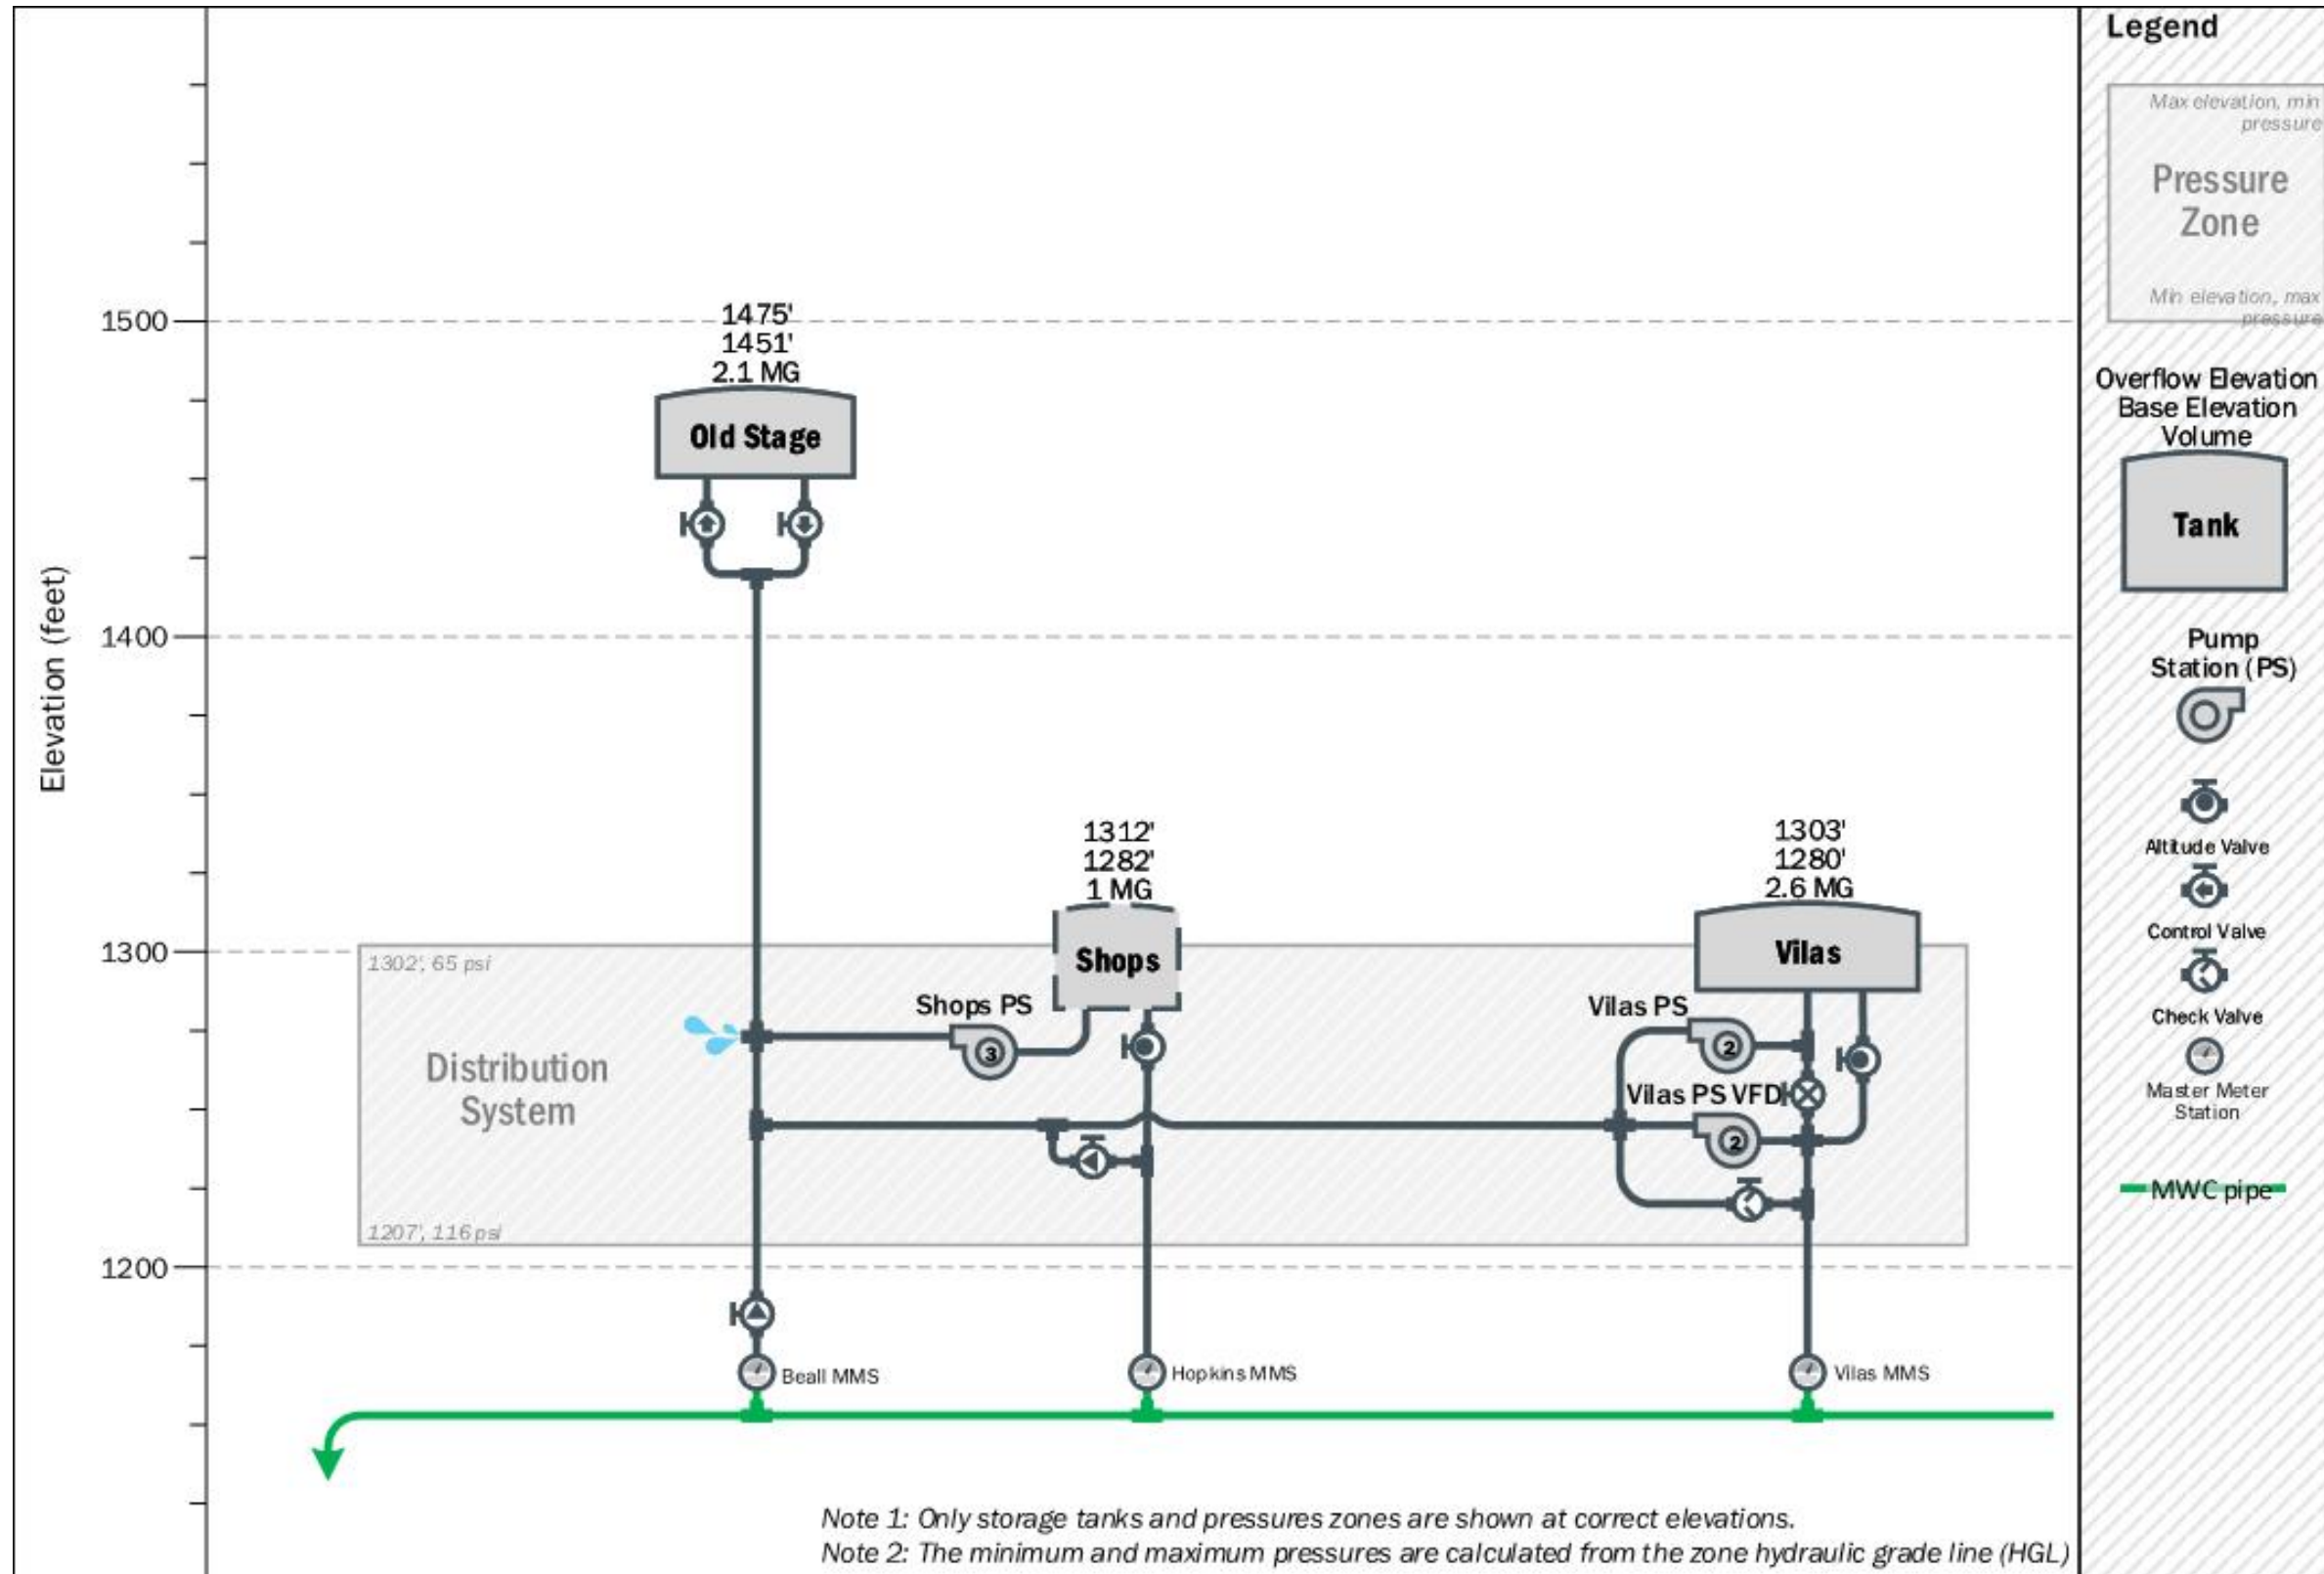 Legend
Max elevation, min
pressure
Pressure
Zone
Min elevation, max
pressure
Overflow Elevation
Base Elevation
Volume
Tank
Pump
Station (PS)
Altitude Valve
Control Valve
Check Valve
Master Meter
Station
MWC pipe
Elevation (feet)
1500
1400
1300
1200
1475'
1451'
2.1 MG
Old Stage
1312'
1282'
1 MG
Shops
1303'
1280'
2.6 MG
Vilas
1302', 65 psi
Shops PS
3
Vilas PS
2
Vilas PS VFD
2
Distribution
System
1207', 116 psi
Beall MMS
Hopkins MMS
Vilas MMS
Note 1: Only storage tanks and pressures zones are shown at correct elevations.
Note 2: The minimum and maximum pressures are calculated from the zone hydraulic grade line (HGL)